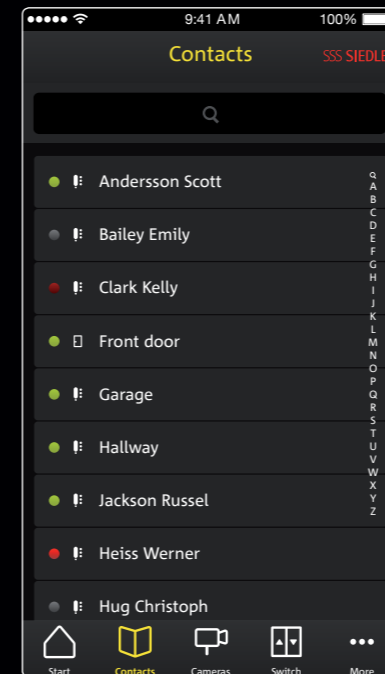 9:41 AM 100%
Contacts SSS SIEDLE
Andersson Scott
Bailey Emily
Clark Kelly
Front door
Garage
Hallway
Jackson Russel
Heiss Werner
Hug Christoph
Q
A
B
C
D
E
F
G
H
I
J
K
L
M
N
O
P
Q
R
S
T
U
V
W
X
Y
Z
Start Contacts Cameras Switch More